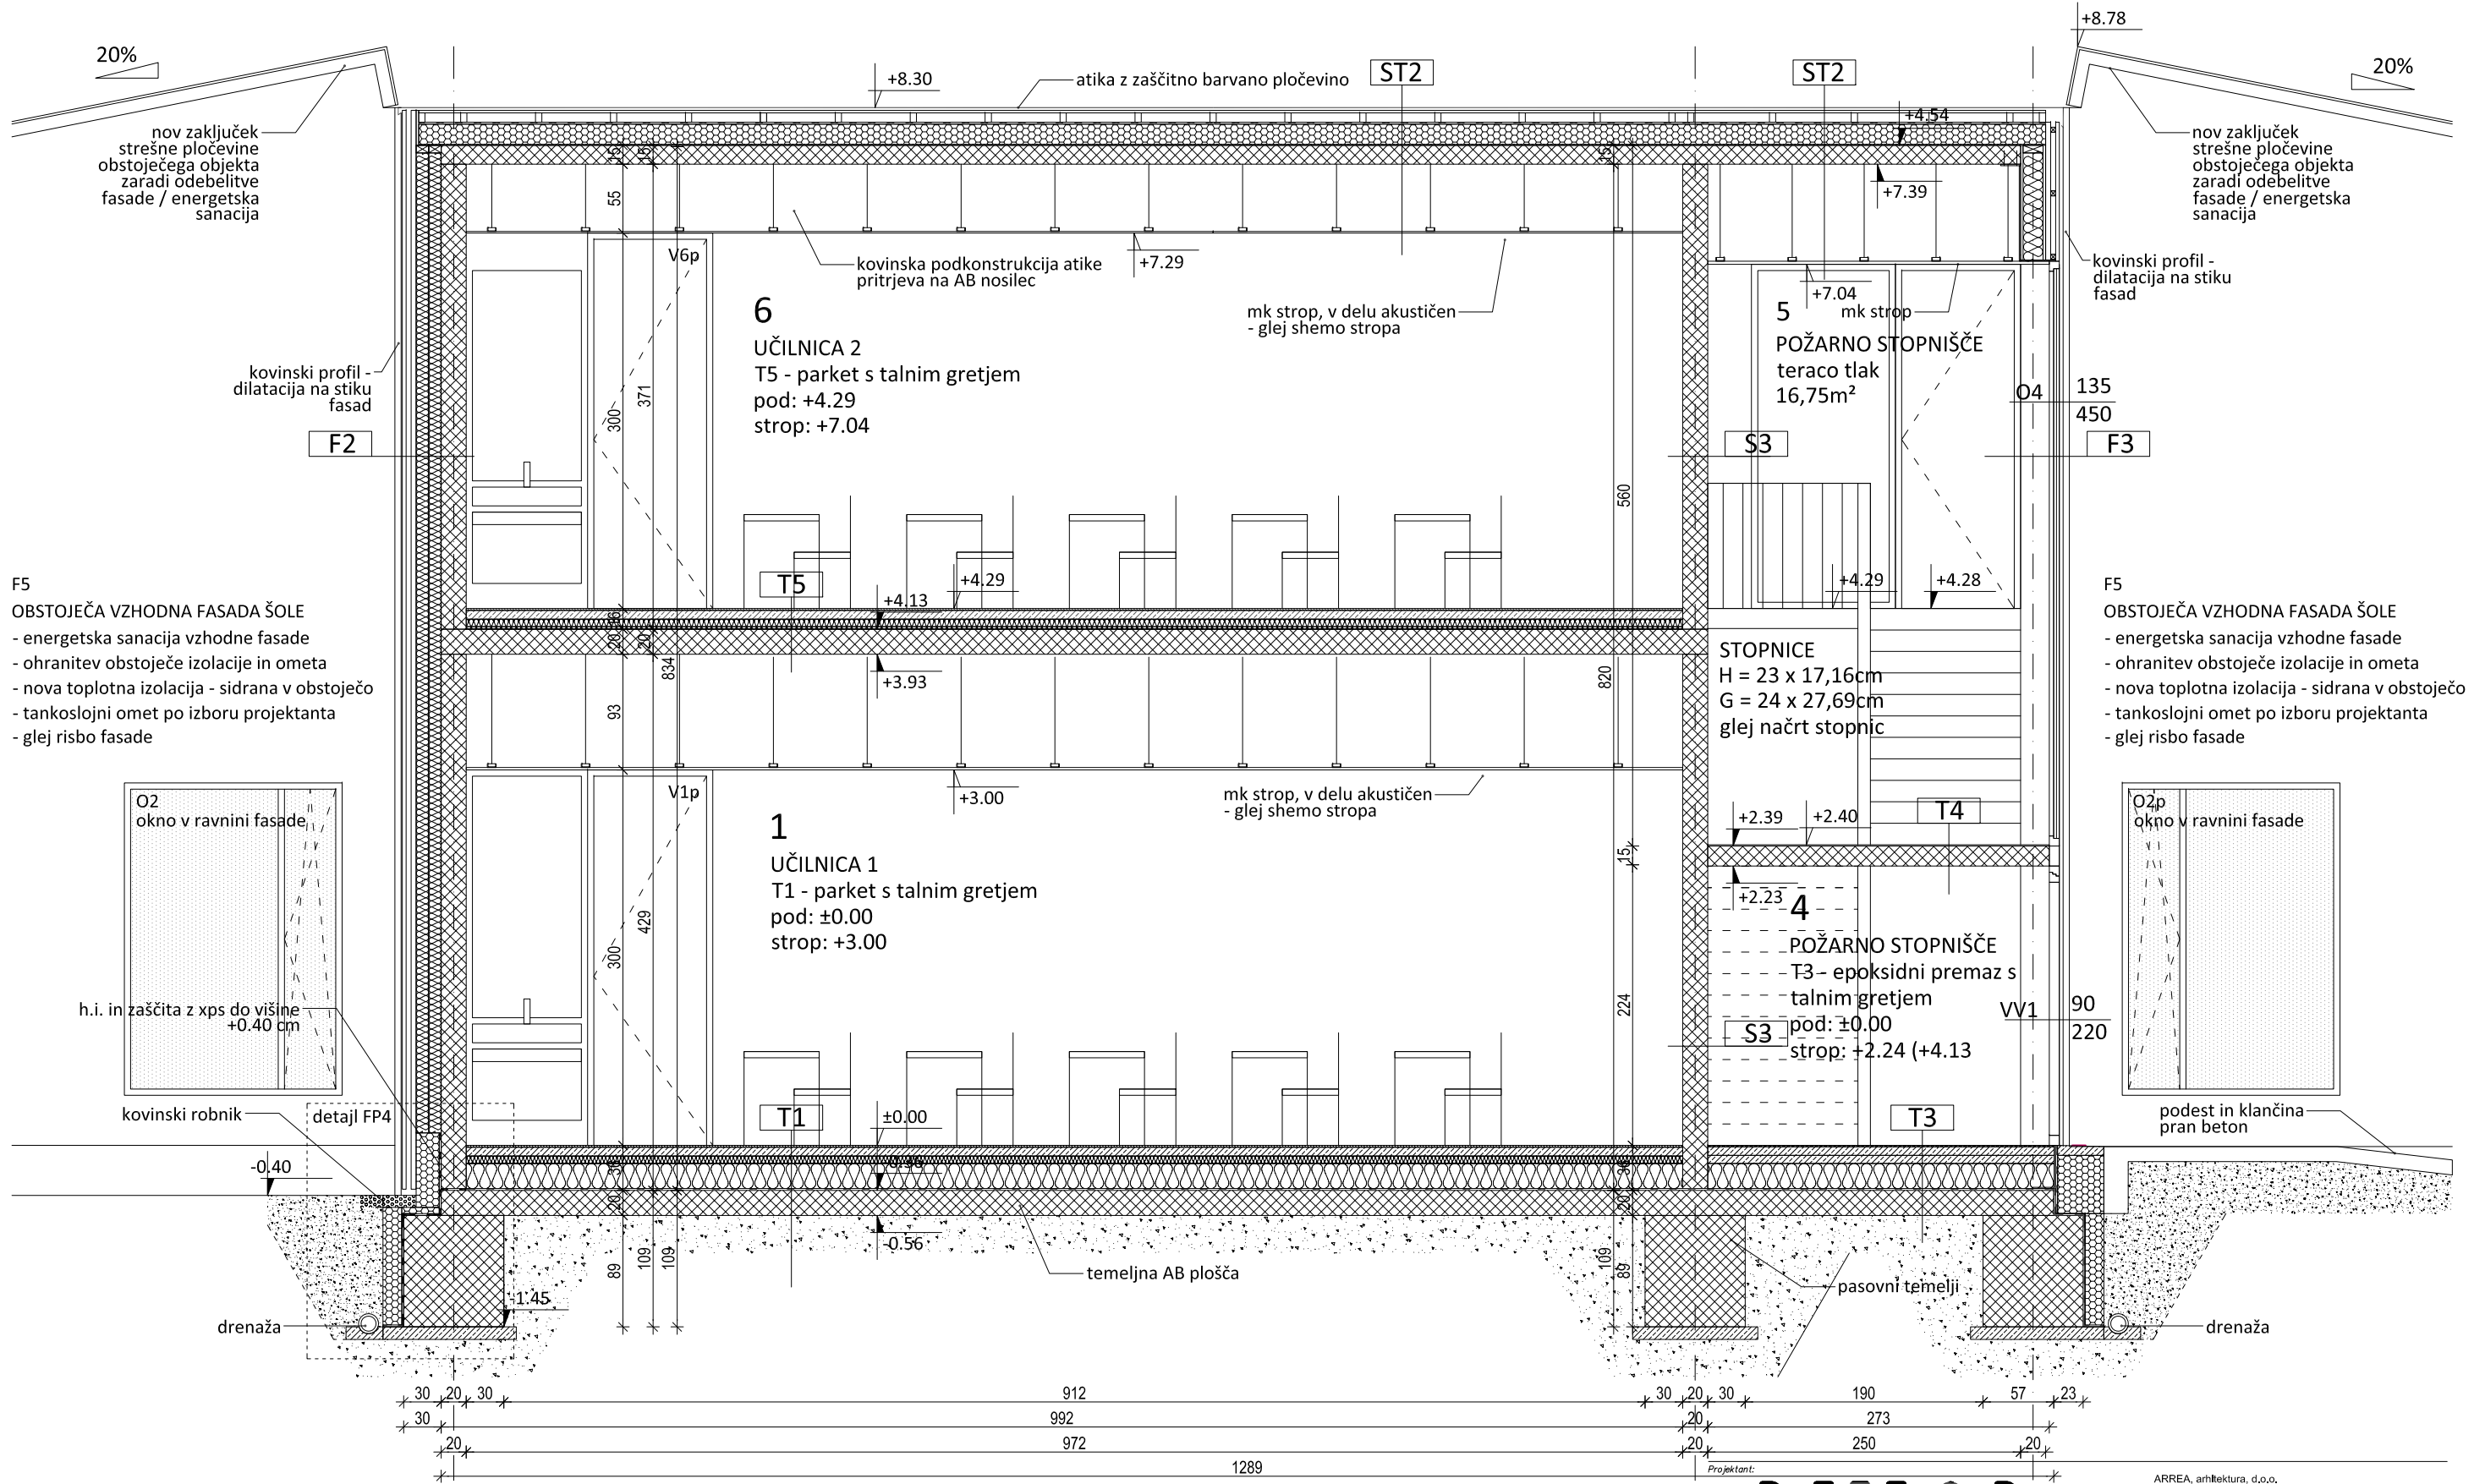 +8.78
20%
+8.30
atika z zaščitno barvano pločevino
ST2
ST2
20%
nov zaključek
strešne pločevine
obstoječega objekta
zaradi odebelitve
fasade / energetska
sanacija
+4.54
nov zaključek
strešne pločevine
obstoječega objekta
zaradi odebelitve
fasade / energetska
sanacija
15
15
15
55
+7.39
V6p
kovinska podkonstrukcija atike
pritrjeva na AB nosilec
+7.29
mk strop, v delu akustičen
- glej shemo stropa
+7.04
mk strop
kovinski profil -
dilatacija na stiku
fasad
6
UČILNICA 2
T5 - parket s talnim gretjem
pod: +4.29
strop: +7.04
5
POŽARNO STOPNIŠČE
teraco tlak
16,75m²
kovinski profil -
dilatacija na stiku
fasad
300
371
O4
135
450
F2
S3
F3
560
F5
OBSTOJEČA VZHODNA FASADA ŠOLE
- energetska sanacija vzhodne fasade
- ohranitev obstoječe izolacije in ometa
- nova toplotna izolacija - sidrana v obstoječo
- tankoslojni omet po izboru projektanta
- glej risbo fasade
T5
+4.13
+4.29
+4.29
+4.28
16
20
20
834
+3.93
93
820
STOPNICE
H = 23 x 17,16cm
G = 24 x 27,69cm
glej načrt stopnic
F5
OBSTOJEČA VZHODNA FASADA ŠOLE
- energetska sanacija vzhodne fasade
- ohranitev obstoječe izolacije in ometa
- nova toplotna izolacija - sidrana v obstoječo
- tankoslojni omet po izboru projektanta
- glej risbo fasade
O2
okno v ravnini fasade
V1p
+3.00
mk strop, v delu akustičen
- glej shemo stropa
+2.39
+2.40
T4
O2p
okno v ravnini fasade
1
UČILNICA 1
T1 - parket s talnim gretjem
pod: ±0.00
strop: +3.00
15
+2.23
4
POŽARNO STOPNIŠČE
T3 - epoksidni premaz s
talnim gretjem
pod: ±0.00
strop: +2.24 (+4.13
300
429
224
S3
VV1
90
220
h.i. in zaščita z xps do višine
+0.40 cm
kovinski robnik
detajl FP4
T1
±0.00
T3
podest in klančina
pran beton
-0.40
36
-0.36
36
20
20
-0.56
89
109
109
109
89
temeljna AB plošča
pasovni temelji
-1.45
drenaža
drenaža
30 20 30 912 30 20 30 190 57 23
30 992 20 273
20 972 20 250 20
1289
Projektant:
ARREA, arhitektura, d.o.o.